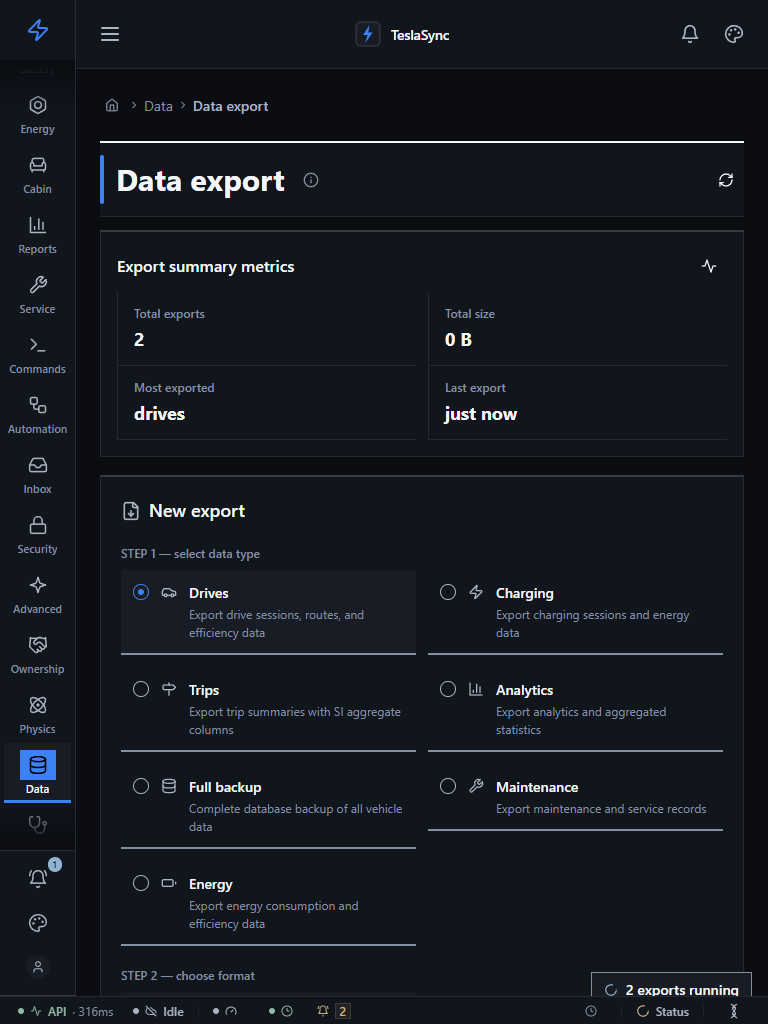 TeslaSync
Battery
Energy
Cabin
Reports
Service
Commands
Automation
Inbox
Security
Advanced
Ownership
Physics
Data
1
Data
Data export
Data export
Export summary metrics
Total exports
2
Total size
0 B
Most exported
drives
Last export
just now
New export
STEP 1 — select data type
Drives
Export drive sessions, routes, and
efficiency data
Charging
Export charging sessions and energy
data
Trips
Export trip summaries with SI aggregate
columns
Analytics
Export analytics and aggregated
statistics
Full backup
Complete database backup of all vehicle
data
Maintenance
Export maintenance and service records
Energy
Export energy consumption and
efficiency data
STEP 2 — choose format
2 exports running
API · 316ms
Idle
2
Status